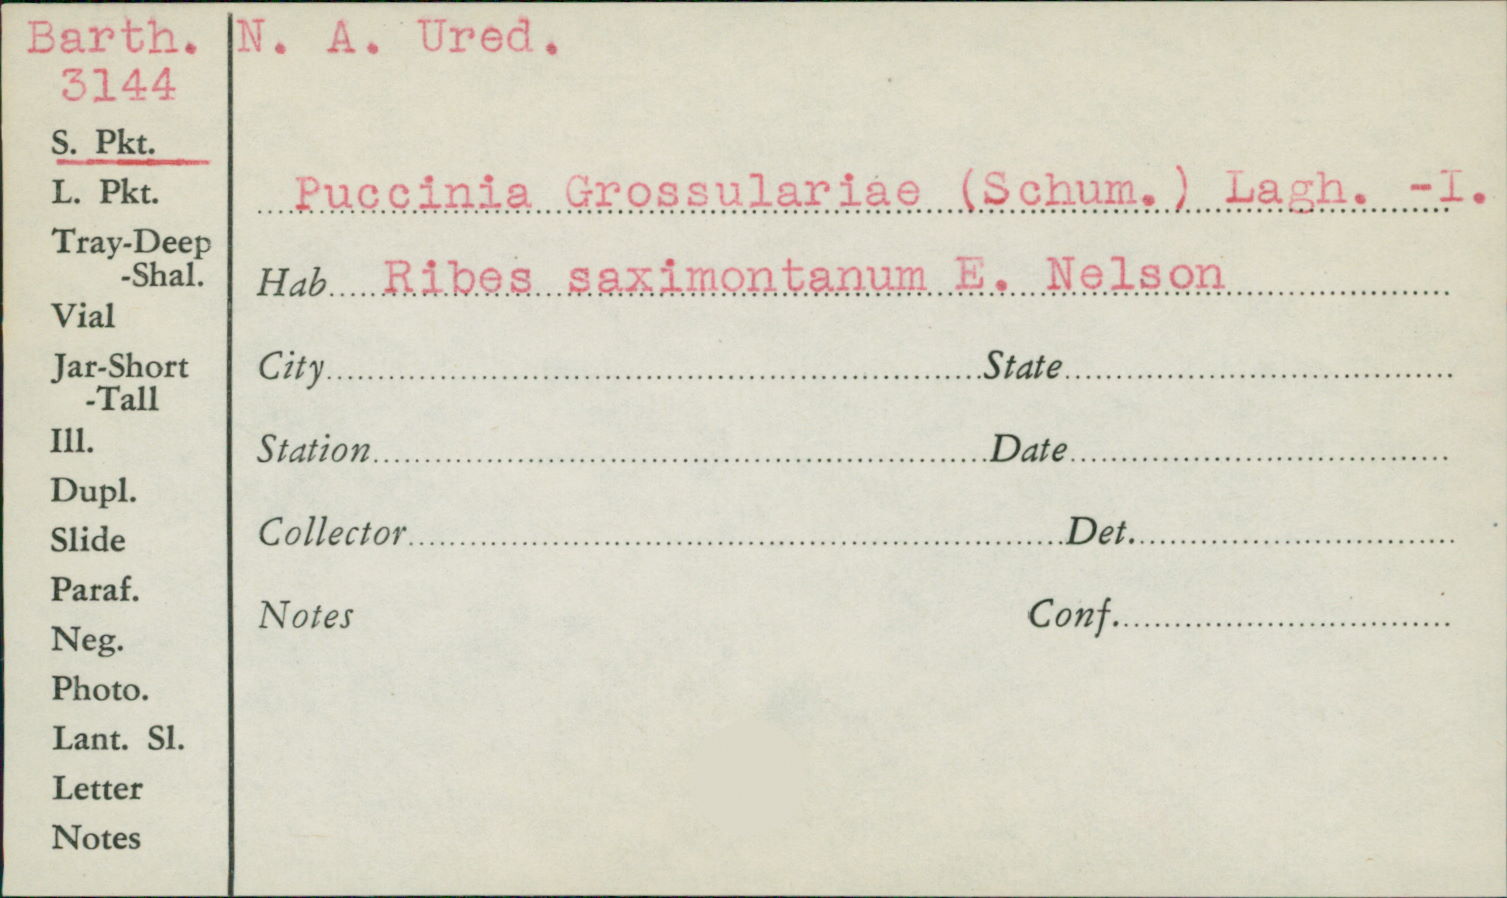 Barth. N. A. Ured.
3144
S. Pkt.
L. Pkt.
Tray-Deep
-Shal.
Vial
Jar-Short
-Tall
Ill.
Dupl.
Slide
Paraf.
Neg.
Photo.
Lant. Sl.
Letter
Notes
Puccinia Grossulariae (Schum.) Lagh. -I.
Hab Ribes saximontanum E. Nelson
City State
Station Date
Collector Det.
Notes Conf.